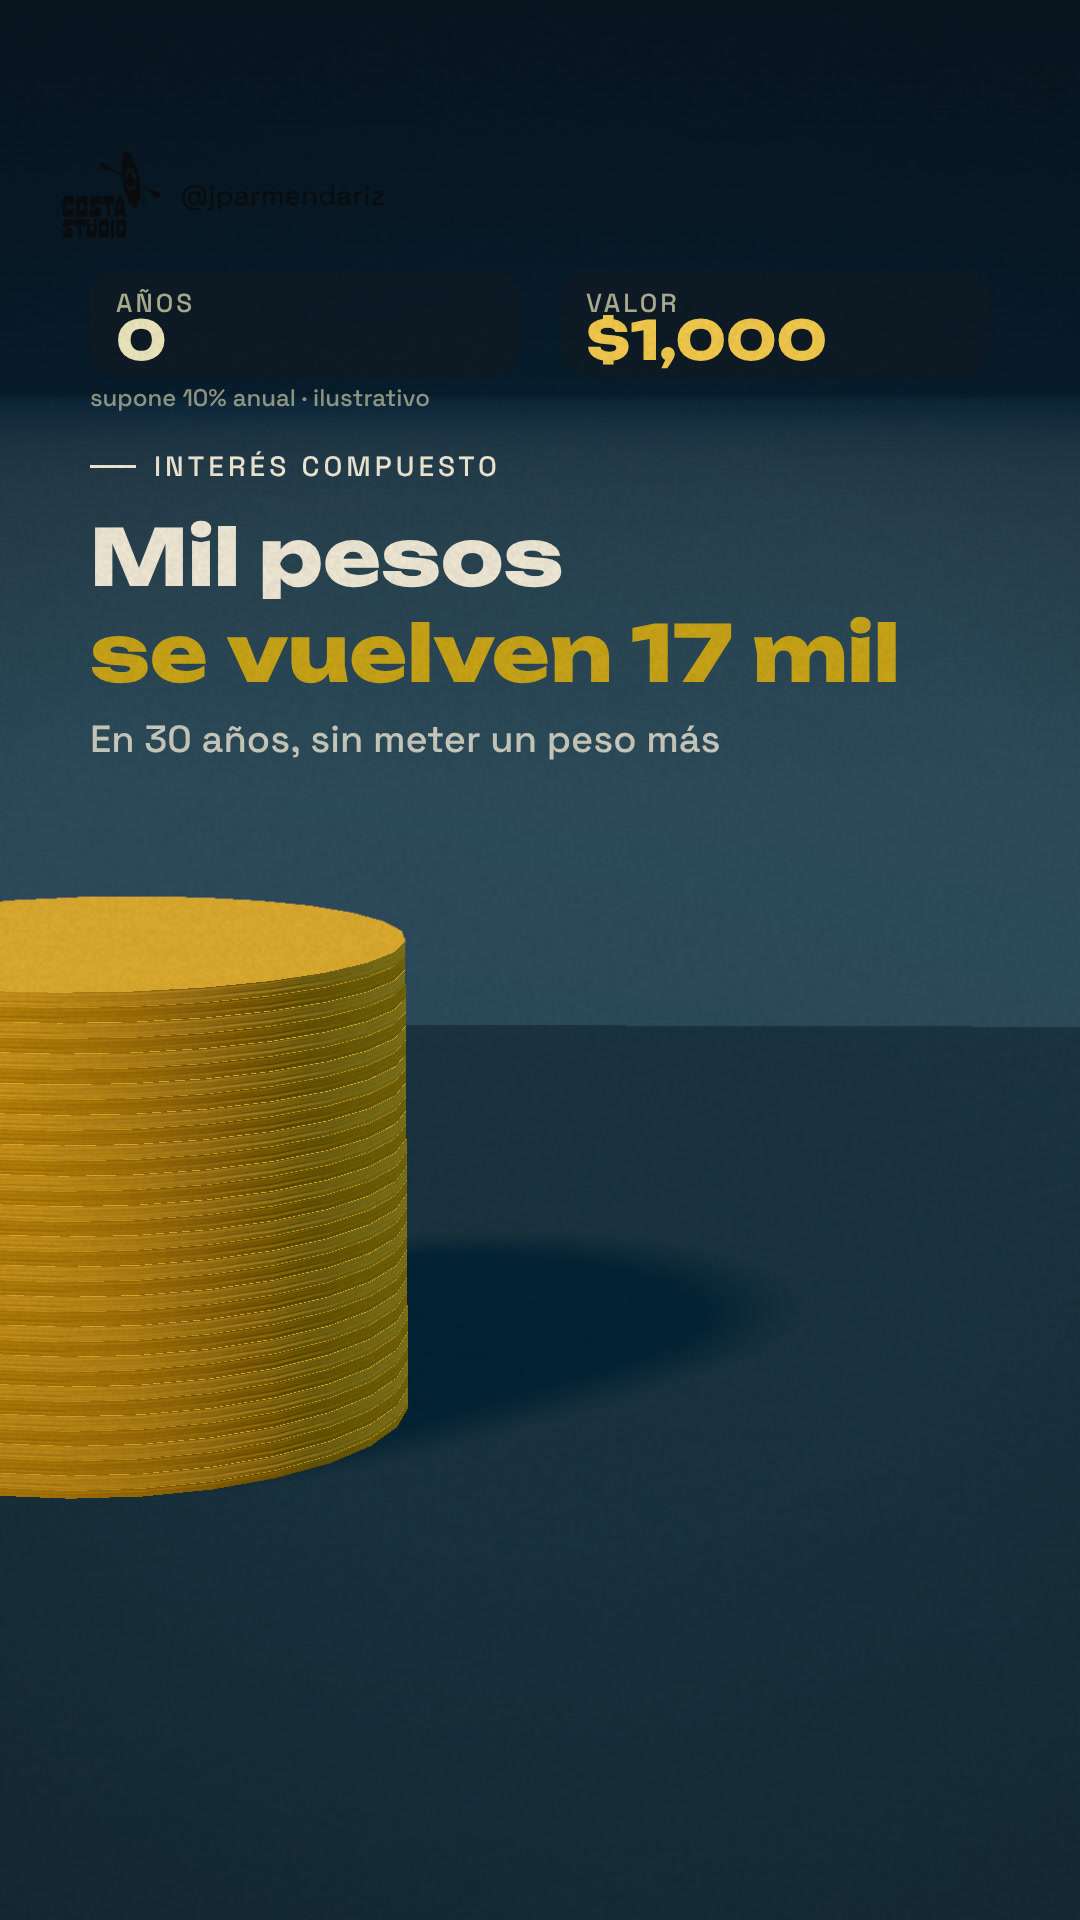 COSTA
STUDIO
@jparmendariz
AÑOS
0
VALOR
$1,000
supone 10% anual · ilustrativo
INTERÉS COMPUESTO
Mil pesos
se vuelven 17 mil
En 30 años, sin meter un peso más